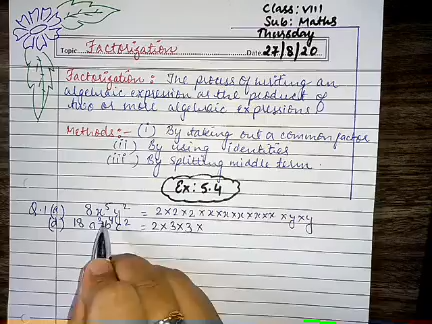 Class: VIII
Sub: Maths
Thursday
Topic Factorization Date 27/8/20
Factorization : The process of writing an
algebraic expression as the product of
two or more algebraic expressions
Methods:- (i) By taking out a common factor
(ii) By using identities
(iii) By splitting middle term.
Ex: 5.4
Q.1(a) 8x⁵y² = 2×2×2×x×x×x×x×x×y×y
(d) 18 = 2×3×3×